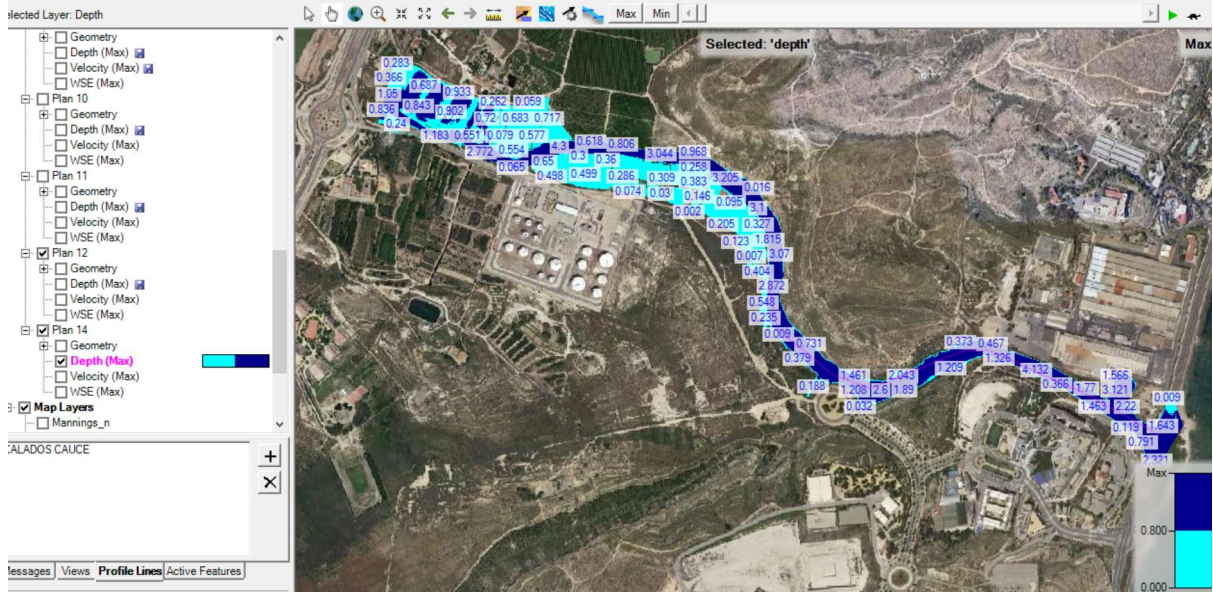 elected Layer: Depth
Max Min
Selected: 'depth'
Max
Geometry
Depth (Max)
Velocity (Max)
WSE (Max)
Plan 10
Geometry
Depth (Max)
Velocity (Max)
WSE (Max)
Plan 11
Geometry
Depth (Max)
Velocity (Max)
WSE (Max)
Plan 12
Geometry
Depth (Max)
Velocity (Max)
WSE (Max)
Plan 14
Geometry
Depth (Max)
Velocity (Max)
WSE (Max)
Map Layers
Mannings_n
CALADOS CAUCE
Messages Views Profile Lines Active Features
0.283
0.366 0.687 0.933
1.05 0.262 0.059
0.836 0.843 0.902 0.72 0.683 0.717
0.24
1.183 0.551 0.079 0.577
2.772 0.554 4.3 0.618 0.806
0.065 0.65 0.3 0.36 3.044 0.968
0.498 0.499 0.286 0.309 0.258
0.383 3.205 0.016
0.074 0.03 0.146 0.095 3.1
0.002 0.205 0.327
0.123 1.815
0.007 3.07
0.404
2.872
0.548
0.235
0.009 0.731
0.379
0.188
1.461 2.043 1.209 0.373 0.467
1.208 2.6 1.89 1.326
0.032
4.132 1.566
0.366 1.77 3.121
1.463 2.22 0.009
0.119 1.643
0.791
2.321
Max
0.800
0.000